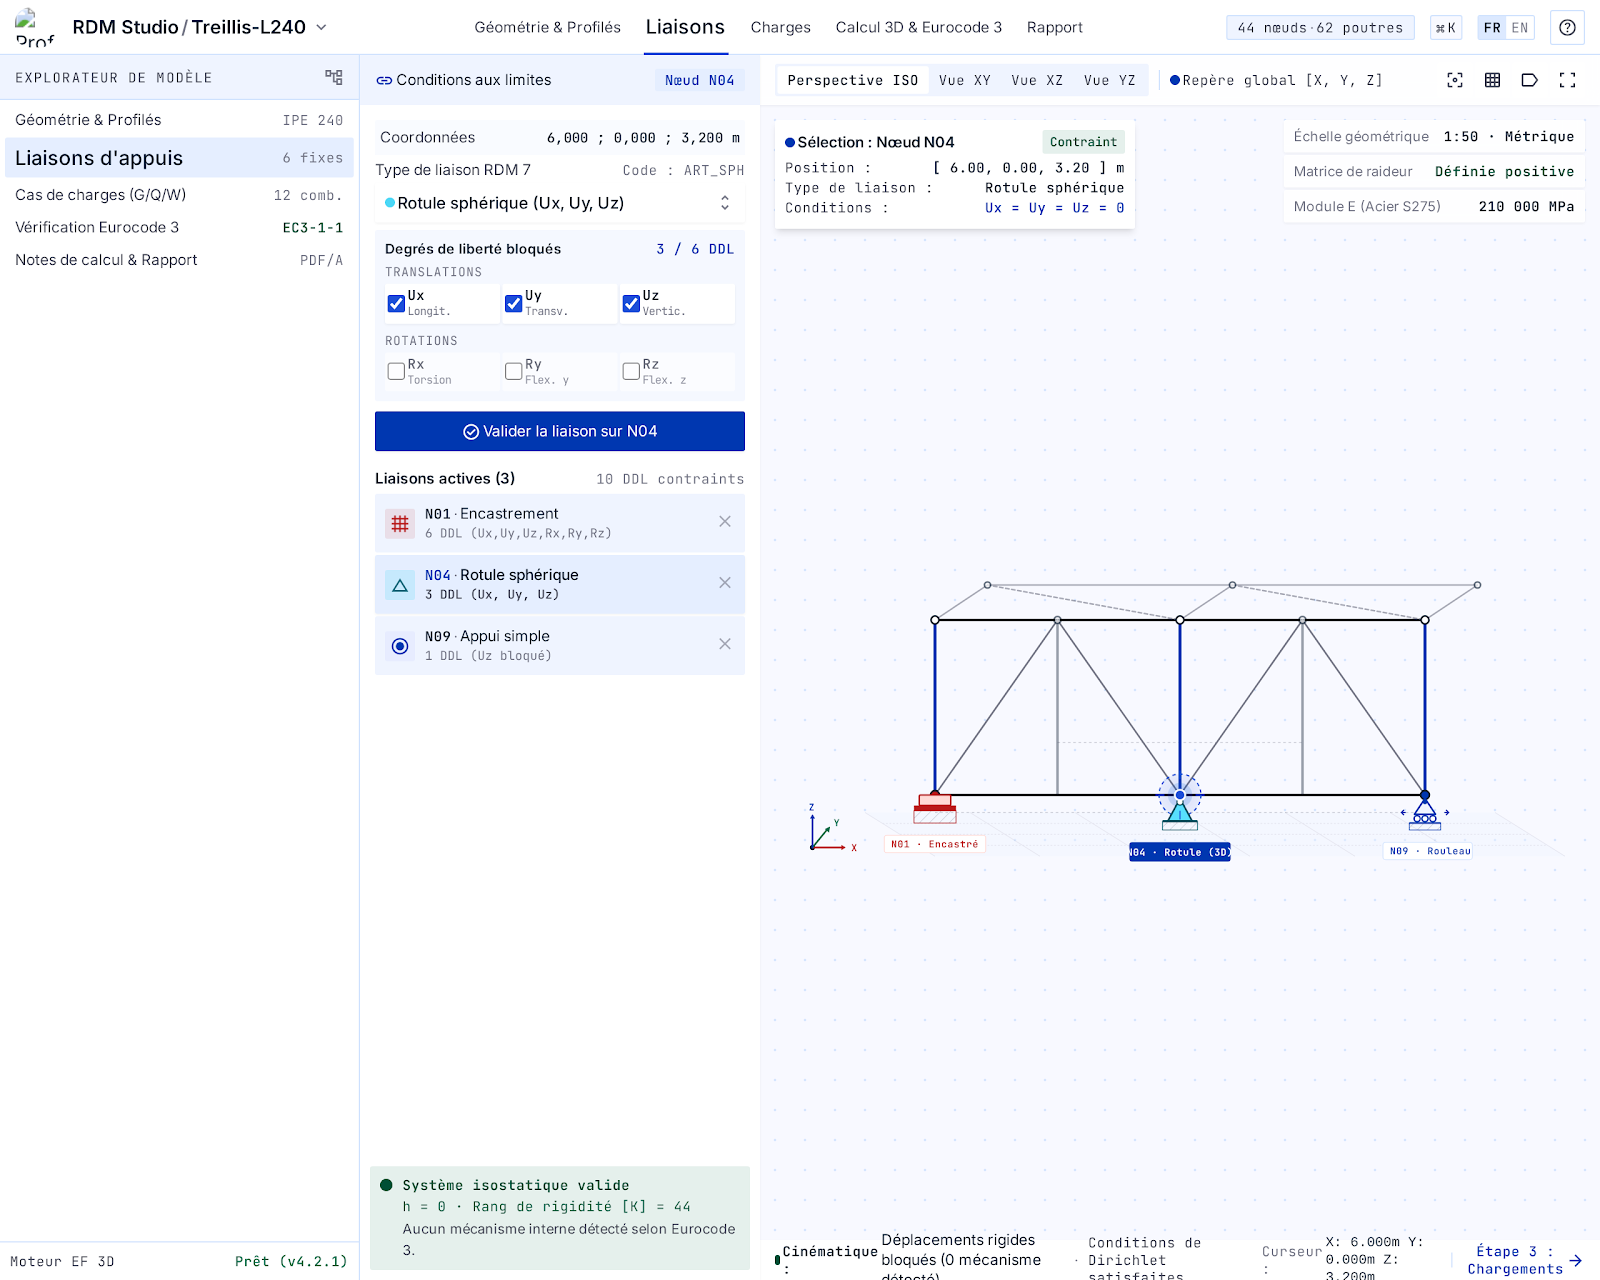 RDM Studio / Treillis-L240
Géométrie & Profilés
Liaisons
Charges
Calcul 3D & Eurocode 3
Rapport
44 nœuds·62 poutres
⌘K
FR EN
EXPLORATEUR DE MODÈLE
Géométrie & Profilés IPE 240
Liaisons d'appuis 6 fixes
Cas de charges (G/Q/W) 12 comb.
Vérification Eurocode 3 EC3-1-1
Notes de calcul & Rapport PDF/A
Moteur EF 3D Prêt (v4.2.1)
Conditions aux limites Nœud N04
Coordonnées 6,000 ; 0,000 ; 3,200 m
Type de liaison RDM 7 Code : ART_SPH
Rotule sphérique (Ux, Uy, Uz)
Degrés de liberté bloqués 3 / 6 DDL
TRANSLATIONS
Ux Uy Uz
Longit. Transv. Vertic.
ROTATIONS
Rx Ry Rz
Torsion Flex. y Flex. z
Valider la liaison sur N04
Liaisons actives (3) 10 DDL contraints
N01 · Encastrement
6 DDL (Ux,Uy,Uz,Rx,Ry,Rz)
N04 · Rotule sphérique
3 DDL (Ux, Uy, Uz)
N09 · Appui simple
1 DDL (Uz bloqué)
Système isostatique valide
h = 0 · Rang de rigidité [K] = 44
Aucun mécanisme interne détecté selon Eurocode
3.
Perspective ISO Vue XY Vue XZ Vue YZ
Repère global [X, Y, Z]
Sélection : Nœud N04 Contraint
Position : [ 6.00, 0.00, 3.20 ] m
Type de liaison : Rotule sphérique
Conditions : Ux = Uy = Uz = 0
Échelle géométrique 1:50 · Métrique
Matrice de raideur Définie positive
Module E (Acier S275) 210 000 MPa
Z
Y
X
N01 · Encastré
N04 · Rotule (3D)
N09 · Rouleau
Cinématique
:
Déplacements rigides
bloqués (0 mécanisme
détecté)
·
Conditions de
Dirichlet
satisfaites
Curseur
:
X: 6.000m Y:
0.000m Z:
3.200m
Étape 3 :
Chargements